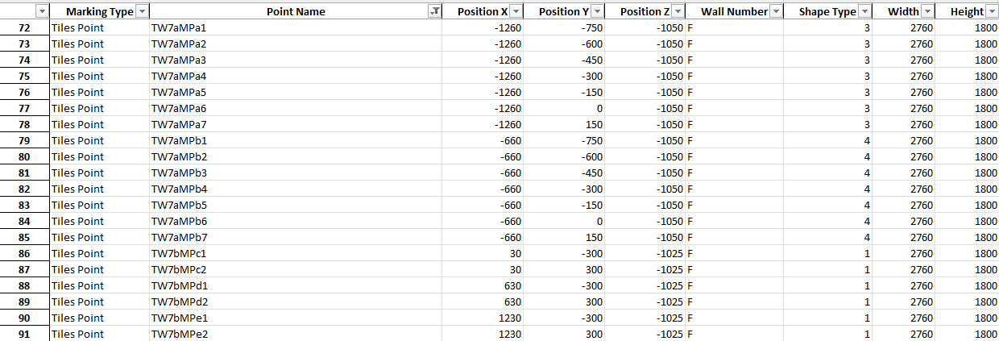 Marking Type Point Name Position X Position Y Position Z Wall Number Shape Type Width Height
72 Tiles Point TW7aMPa1 -1260 -750 -1050 F 3 2760 1800
73 Tiles Point TW7aMPa2 -1260 -600 -1050 F 3 2760 1800
74 Tiles Point TW7aMPa3 -1260 -450 -1050 F 3 2760 1800
75 Tiles Point TW7aMPa4 -1260 -300 -1050 F 3 2760 1800
76 Tiles Point TW7aMPa5 -1260 -150 -1050 F 3 2760 1800
77 Tiles Point TW7aMPa6 -1260 0 -1050 F 3 2760 1800
78 Tiles Point TW7aMPa7 -1260 150 -1050 F 3 2760 1800
79 Tiles Point TW7aMPb1 -660 -750 -1050 F 4 2760 1800
80 Tiles Point TW7aMPb2 -660 -600 -1050 F 4 2760 1800
81 Tiles Point TW7aMPb3 -660 -450 -1050 F 4 2760 1800
82 Tiles Point TW7aMPb4 -660 -300 -1050 F 4 2760 1800
83 Tiles Point TW7aMPb5 -660 -150 -1050 F 4 2760 1800
84 Tiles Point TW7aMPb6 -660 0 -1050 F 4 2760 1800
85 Tiles Point TW7aMPb7 -660 150 -1050 F 4 2760 1800
86 Tiles Point TW7bMPc1 30 -300 -1025 F 1 2760 1800
87 Tiles Point TW7bMPc2 30 300 -1025 F 1 2760 1800
88 Tiles Point TW7bMPd1 630 -300 -1025 F 1 2760 1800
89 Tiles Point TW7bMPd2 630 300 -1025 F 1 2760 1800
90 Tiles Point TW7bMPe1 1230 -300 -1025 F 1 2760 1800
91 Tiles Point TW7bMPe2 1230 300 -1025 F 1 2760 1800